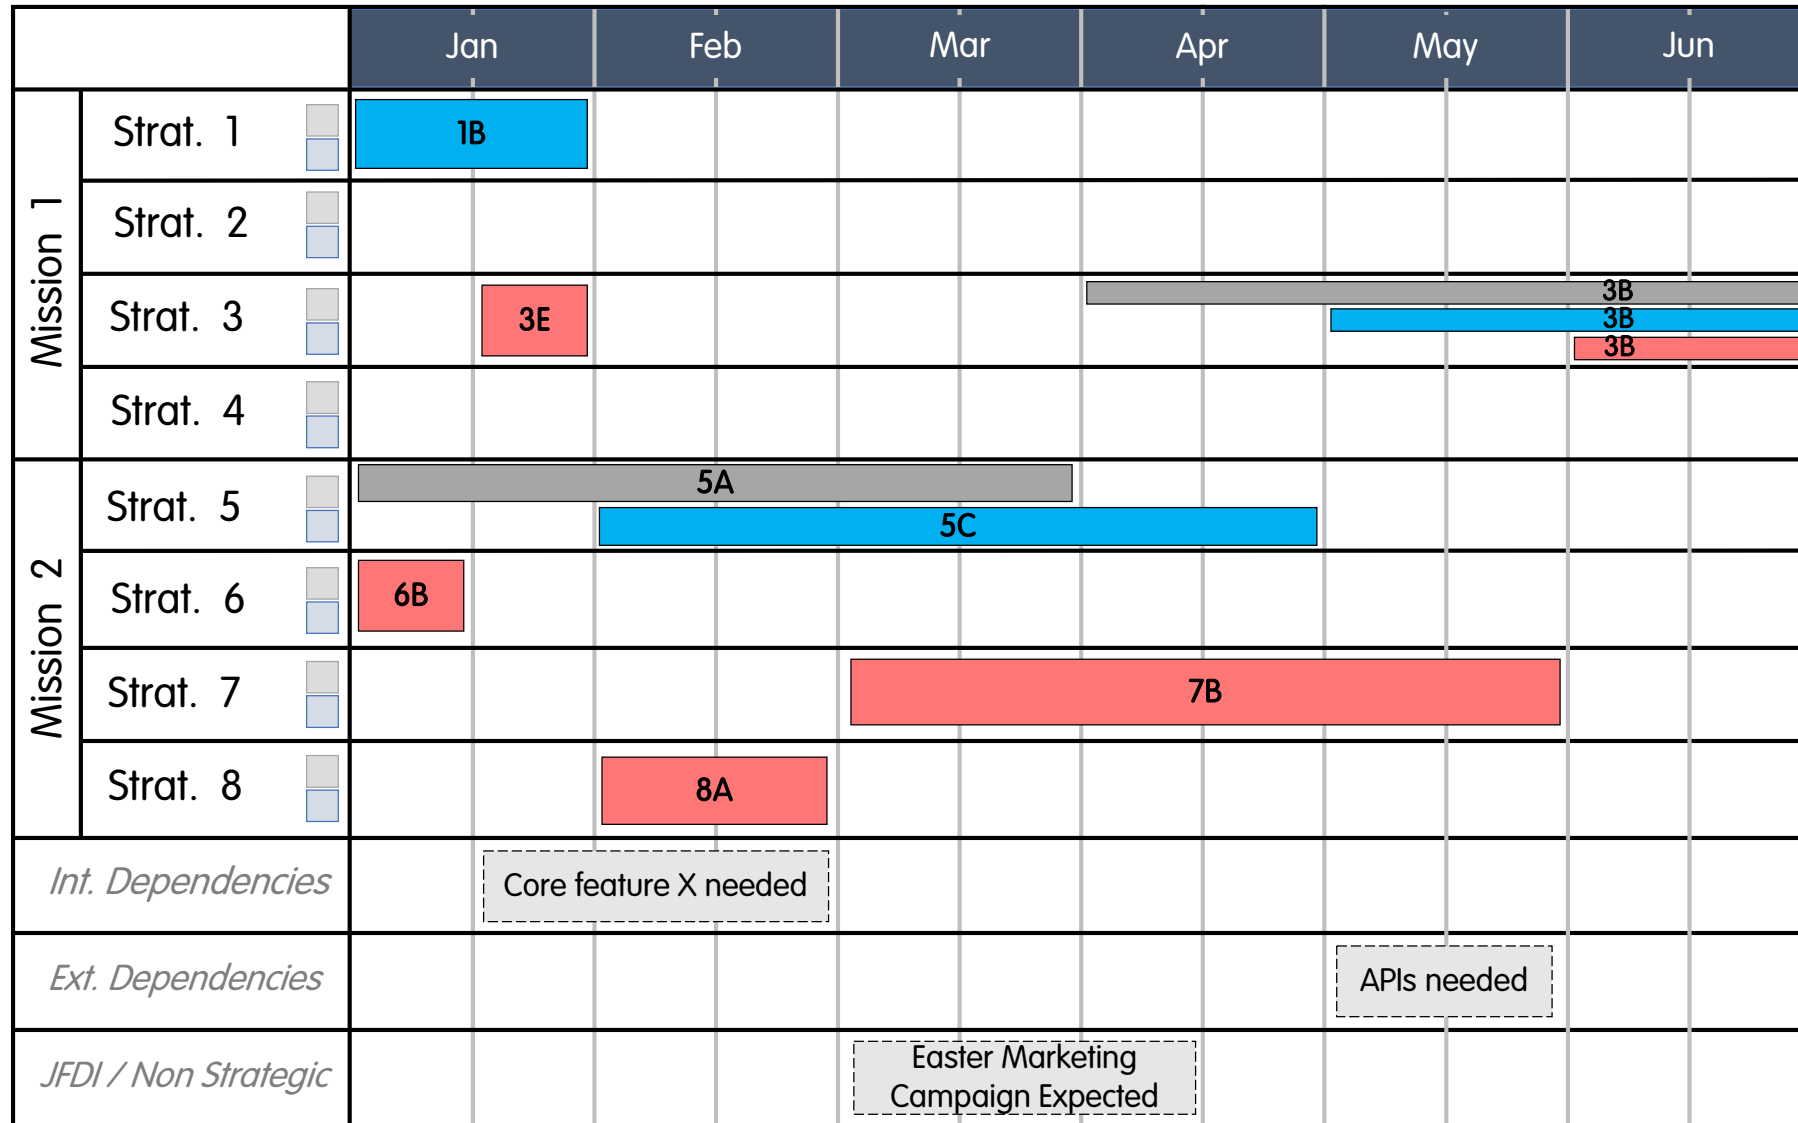 Jan Feb Mar Apr May Jun
Mission 1
Strat. 1
1B
Strat. 2
Strat. 3
3E
3B
3B
3B
Strat. 4
Mission 2
Strat. 5
5A
5C
Strat. 6
6B
Strat. 7
7B
Strat. 8
8A
Int. Dependencies
Core feature X needed
Ext. Dependencies
APIs needed
JFDI / Non Strategic
Easter Marketing
Campaign Expected